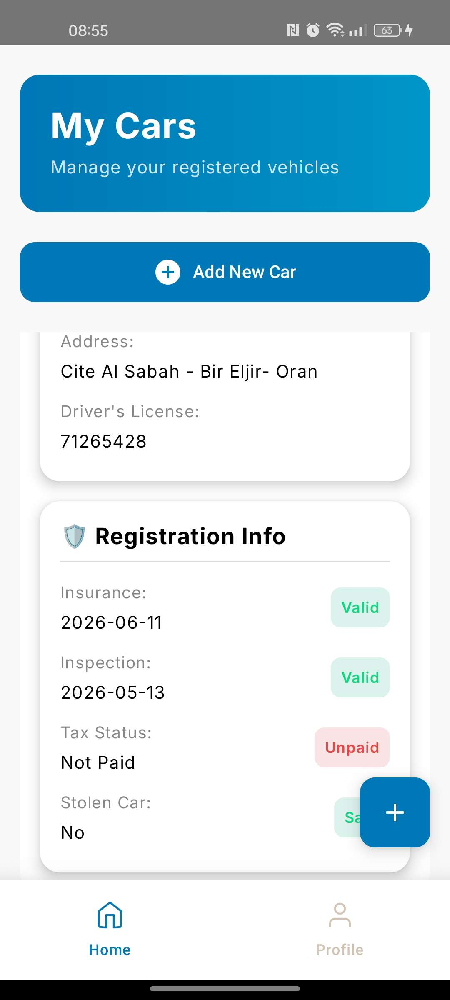 08:55
63
My Cars
Manage your registered vehicles
Add New Car
Address:
Cite Al Sabah - Bir Eljir- Oran
Driver's License:
71265428
Registration Info
Insurance:
Valid
2026-06-11
Inspection:
Valid
2026-05-13
Tax Status:
Unpaid
Not Paid
Stolen Car:
No
Home
Profile